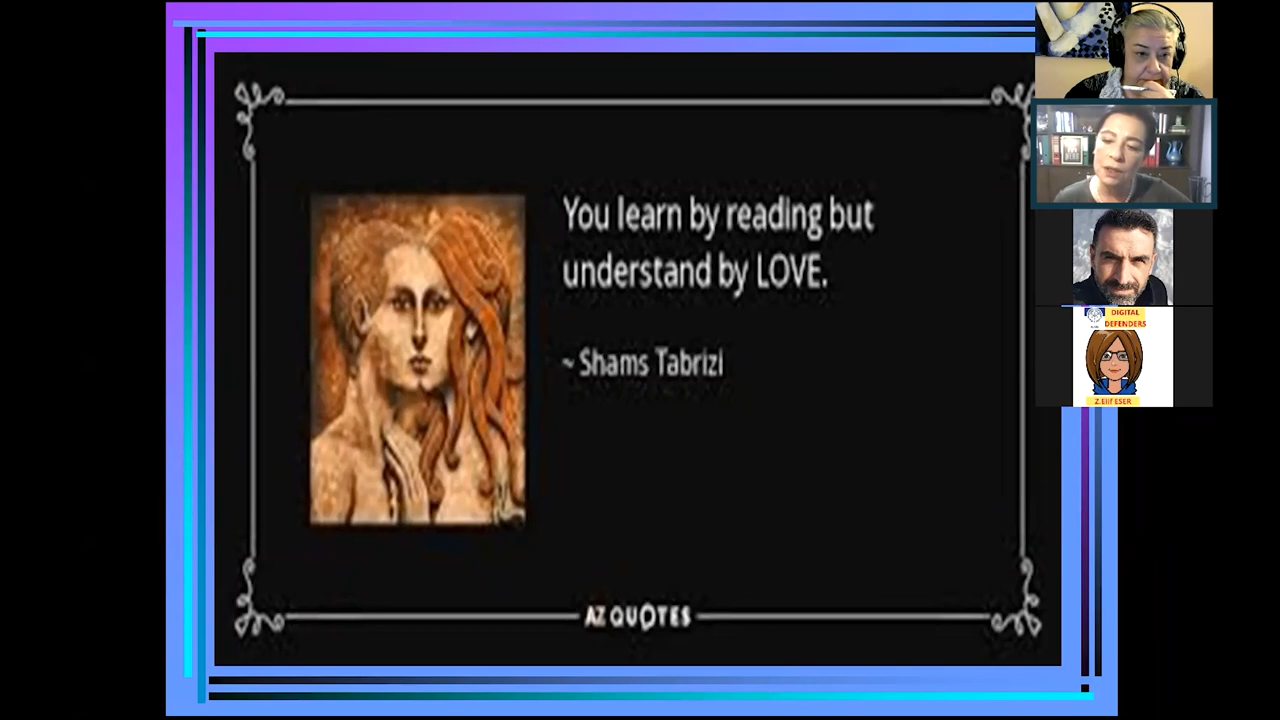 You learn by reading but
understand by LOVE.
~ Shams Tabrizi
AZ QUOTES
DIGITAL
DEFENDERS
Z.Elif ESER